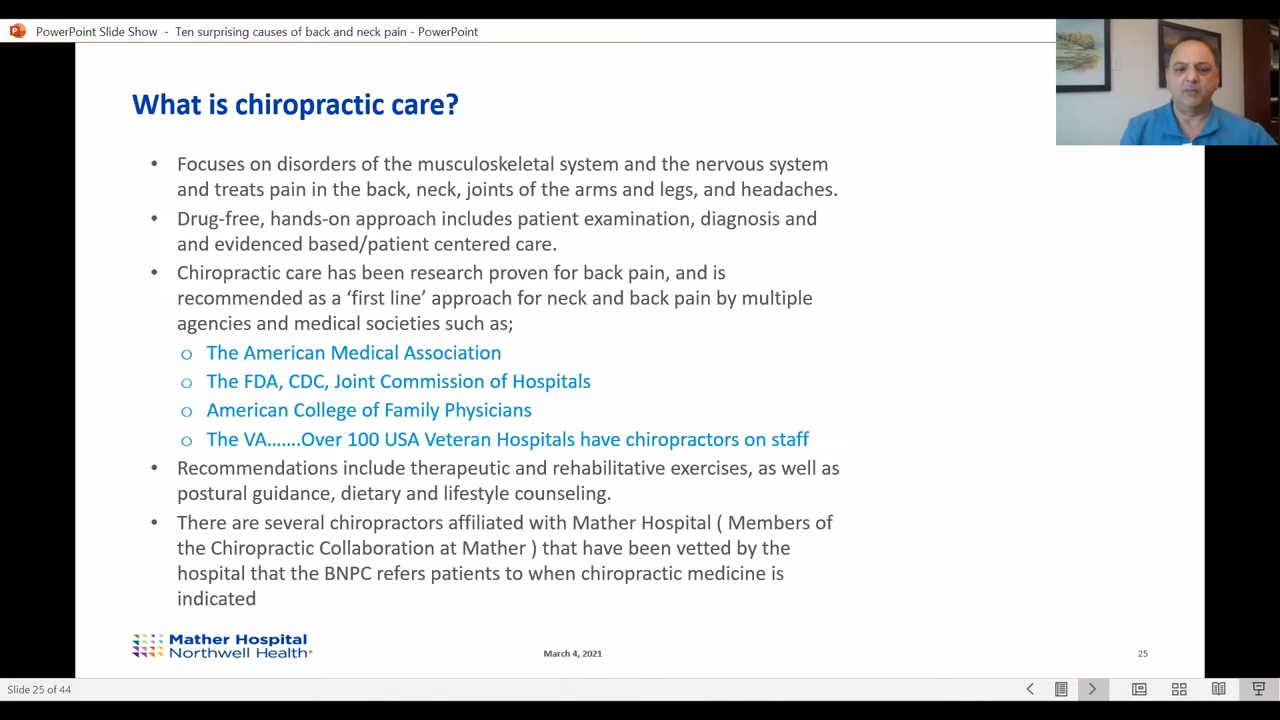 PowerPoint Slide Show - Ten surprising causes of back and neck pain - PowerPoint
What is chiropractic care?
• Focuses on disorders of the musculoskeletal system and the nervous system
and treats pain in the back, neck, joints of the arms and legs, and headaches.
• Drug-free, hands-on approach includes patient examination, diagnosis and
and evidenced based/patient centered care.
• Chiropractic care has been research proven for back pain, and is
recommended as a ‘first line’ approach for neck and back pain by multiple
agencies and medical societies such as;
o The American Medical Association
o The FDA, CDC, Joint Commission of Hospitals
o American College of Family Physicians
o The VA…….Over 100 USA Veteran Hospitals have chiropractors on staff
• Recommendations include therapeutic and rehabilitative exercises, as well as
postural guidance, dietary and lifestyle counseling.
• There are several chiropractors affiliated with Mather Hospital ( Members of
the Chiropractic Collaboration at Mather ) that have been vetted by the
hospital that the BNPC refers patients to when chiropractic medicine is
indicated
Mather Hospital
Northwell Health
March 4, 2021
25
Slide 25 of 44